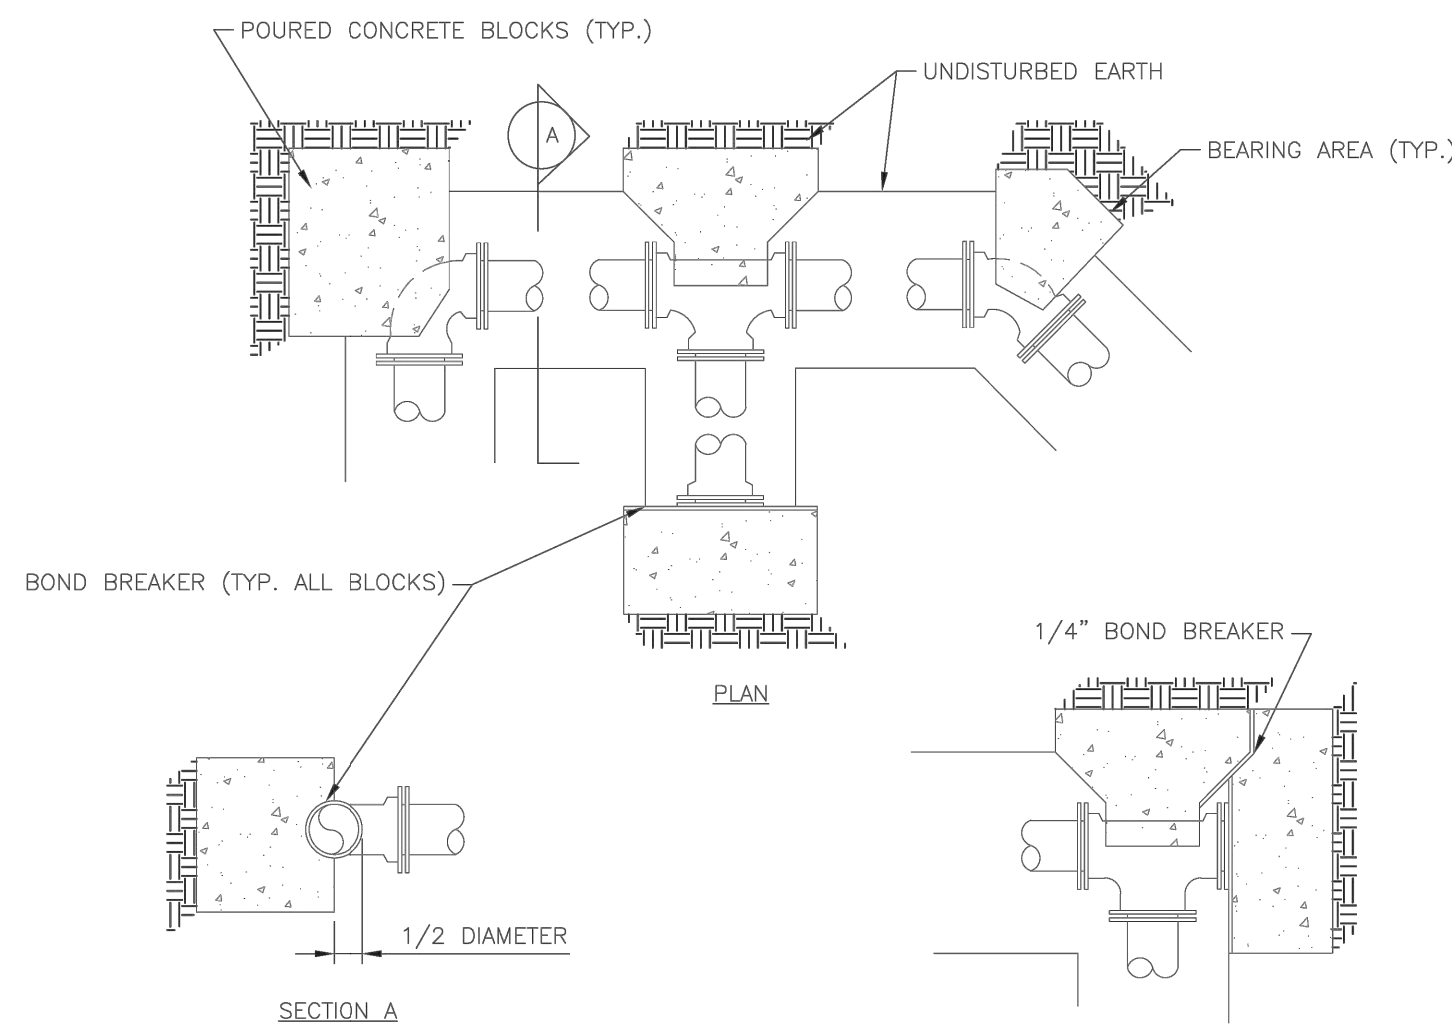 POURED CONCRETE BLOCKS (TYP.)
UNDISTURBED EARTH
A
BEARING AREA (TYP.)
BOND BREAKER (TYP. ALL BLOCKS)
1/4" BOND BREAKER
PLAN
1/2 DIAMETER
SECTION A